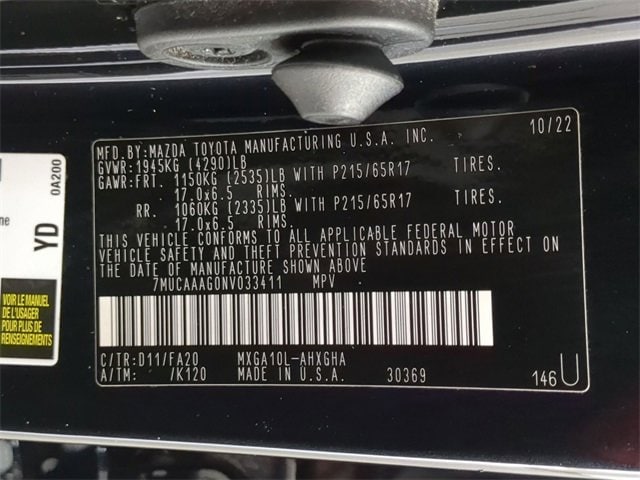 MFD.BY:MAZDA TOYOTA MANUFACTURING U.S.A. INC. 10/22
GVWR:1945KG (4290)LB
GAWR:FRT. 1150KG (2535)LB WITH P215/65R17 TIRES.
17.0x6.5 RIMS.
RR. 1060KG (2335)LB WITH P215/65R17 TIRES.
17.0x6.5 RIMS.
THIS VEHICLE CONFORMS TO ALL APPLICABLE FEDERAL MOTOR
VEHICLE SAFETY AND THEFT PREVENTION STANDARDS IN EFFECT ON
THE DATE OF MANUFACTURE SHOWN ABOVE
7MUCAAAG0NV033411 MPV
C/TR:D11/FA20 MXGA10L-AHXGHA
A/TM: /K120 MADE IN U.S.A. 30369 146U
0A200
YD
VOIR LE MANUEL
DE L'USAGER
POUR PLUS DE
RENSEIGNEMENTS.